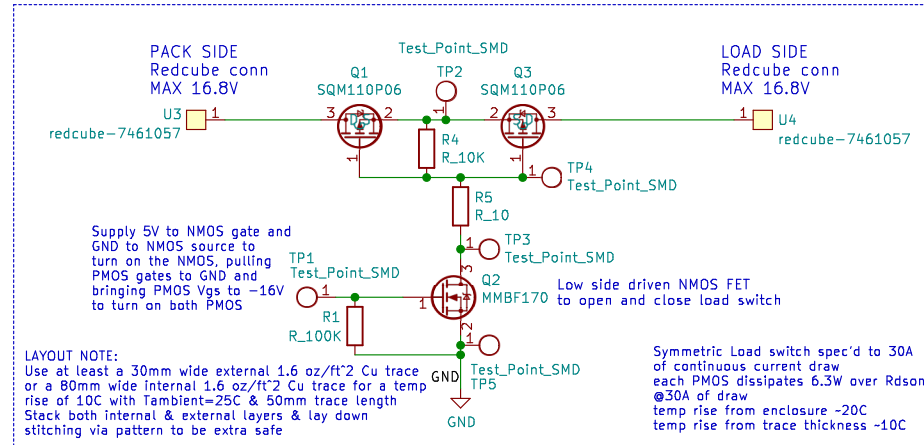 PACK SIDE
Redcube conn
MAX 16.8V
Test_Point_SMD
TP2
LOAD SIDE
Redcube conn
MAX 16.8V
Q1
SQM110P06
Q3
SQM110P06
U3
redcube-7461057
1
3
D
S
2
1
2
S
D
3
1
U4
redcube-7461057
R4
R_10K
1
1
1
TP4
Test_Point_SMD
R5
R_10
Supply 5V to NMOS gate and
GND to NMOS source to
turn on the NMOS, pulling
PMOS gates to GND and
bringing PMOS Vgs to -16V
to turn on both PMOS
1
TP3
Test_Point_SMD
TP1
Test_Point_SMD
1
3
Q2
MMBF170
1
2
Low side driven NMOS FET
to open and close load switch
R1
R_100K
1
Test_Point_SMD
TP5
GND
GND
LAYOUT NOTE:
Use at least a 30mm wide external 1.6 oz/ft^2 Cu trace
or a 80mm wide internal 1.6 oz/ft^2 Cu trace for a temp
rise of 10C with Tambient=25C & 50mm trace length
Stack both internal & external layers & lay down
stitching via pattern to be extra safe
Symmetric Load switch spec'd to 30A
of continuous current draw
each PMOS dissipates 6.3W over Rdson
@30A of draw
temp rise from enclosure ~20C
temp rise from trace thickness ~10C